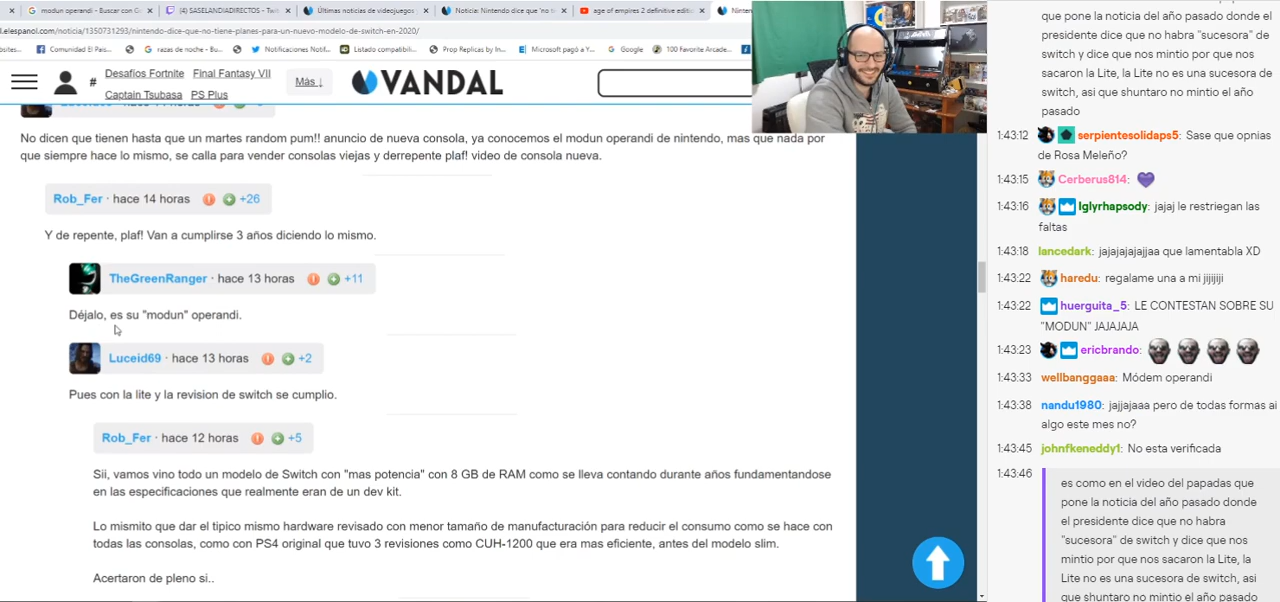 modun operandi - Buscar con G
(4) SASELANDIADIRECTOS - Twit
Últimas noticias de videojuegos
Noticia: Nintendo dice que 'no ti
age of empires 2 definitive editi
Ninten
l.elespanol.com/noticia/1350731293/nintendo-dice-que-no-tiene-planes-para-un-nuevo-modelo-de-switch-en-2020/
bsites...
Comunidad El Pais...
G razas de noche - Bu...
Twitter Notificactions Notif...
Listado compatibili...
Prop Replicas by In...
Microsoft pagó a Y...
Google
100 Favorite Arcade...
#
Desafíos Fortnite
Final Fantasy VII
Captain Tsubasa
PS Plus
Más ↓
VANDAL
No dicen que tienen hasta que un martes random pum!! anuncio de nueva consola, ya conocemos el modun operandi de nintendo, mas que nada por
que siempre hace lo mismo, se calla para vender consolas viejas y derrepente plaf! video de consola nueva.
Rob_Fer · hace 14 horas +26
Y de repente, plaf! Van a cumplirse 3 años diciendo lo mismo.
TheGreenRanger · hace 13 horas +11
Déjalo, es su "modun" operandi.
Luceid69 · hace 13 horas +2
Pues con la lite y la revision de switch se cumplio.
Rob_Fer · hace 12 horas +5
Sii, vamos vino todo un modelo de Switch con "mas potencia" con 8 GB de RAM como se lleva contando durante años fundamentandose
en las especificaciones que realmente eran de un dev kit.
Lo mismito que dar el tipico mismo hardware revisado con menor tamaño de manufacturación para reducir el consumo como se hace con
todas las consolas, como con PS4 original que tuvo 3 revisiones como CUH-1200 que era mas eficiente, antes del modelo slim.
Acertaron de pleno si..
que pone la noticia del año pasado donde el
presidente dice que no habra "sucesora" de
switch y dice que nos mintio por que nos
sacaron la Lite, la Lite no es una sucesora de
switch, asi que shuntaro no mintio el año
pasado
1:43:12 serpientesolidaps5: Sase que opnias
de Rosa Meleño?
1:43:15 Cerberus814:
1:43:16 Iglyrhapsody: jajaj le restriegan las
faltas
1:43:18 lancedark: jajajajajajjaa que lamentabla XD
1:43:22 haredu: regalame una a mi jijijiji
1:43:22 huerguita_5: LE CONTESTAN SOBRE SU
"MODUN" JAJAJAJA
1:43:23 ericbrando:
1:43:33 wellbanggaaa: Módem operandi
1:43:38 nandu1980: jajjajaaa pero de todas formas ai
algo este mes no?
1:43:45 johnfkeneddy1: No esta verificada
1:43:46
es como en el video del papadas que
pone la noticia del año pasado donde
el presidente dice que no habra
"sucesora" de switch y dice que nos
mintio por que nos sacaron la Lite, la
Lite no es una sucesora de switch, asi
que shuntaro no mintio el año pasado